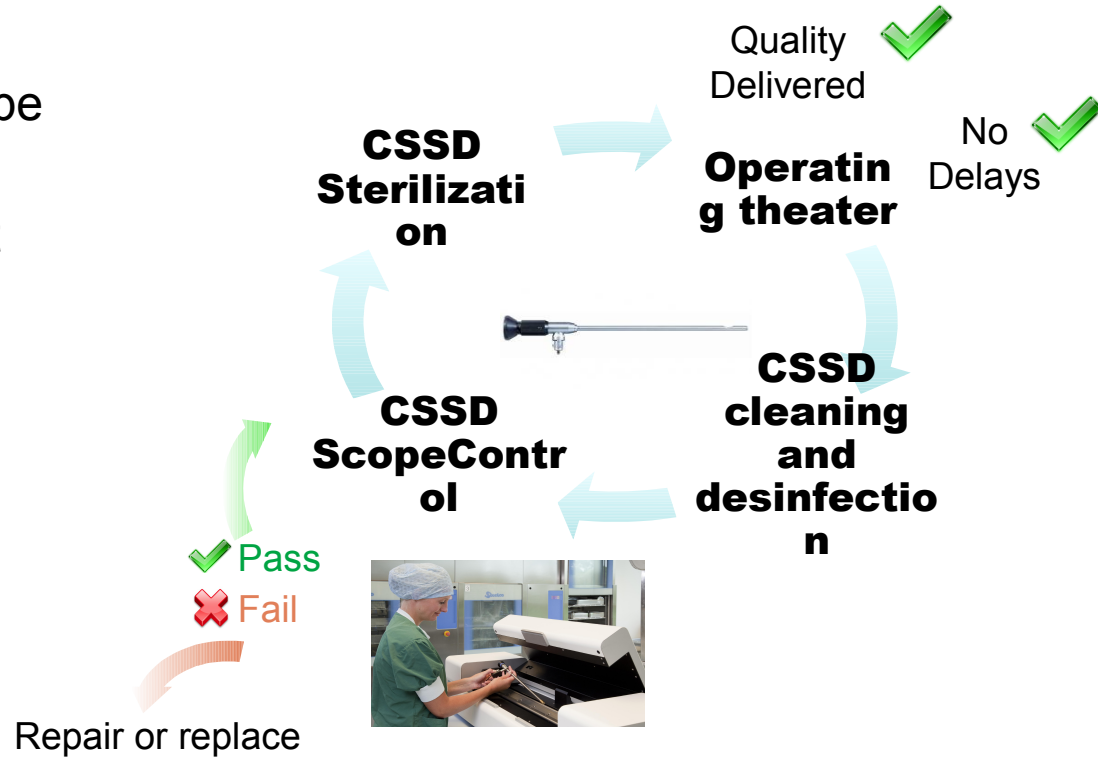 Quality
Delivered
No
Delays
CSSD
Sterilizati
on
Operatin
g theater
CSSD
cleaning
and
desinfectio
n
CSSD
ScopeContr
ol
Pass
Fail
Repair or replace